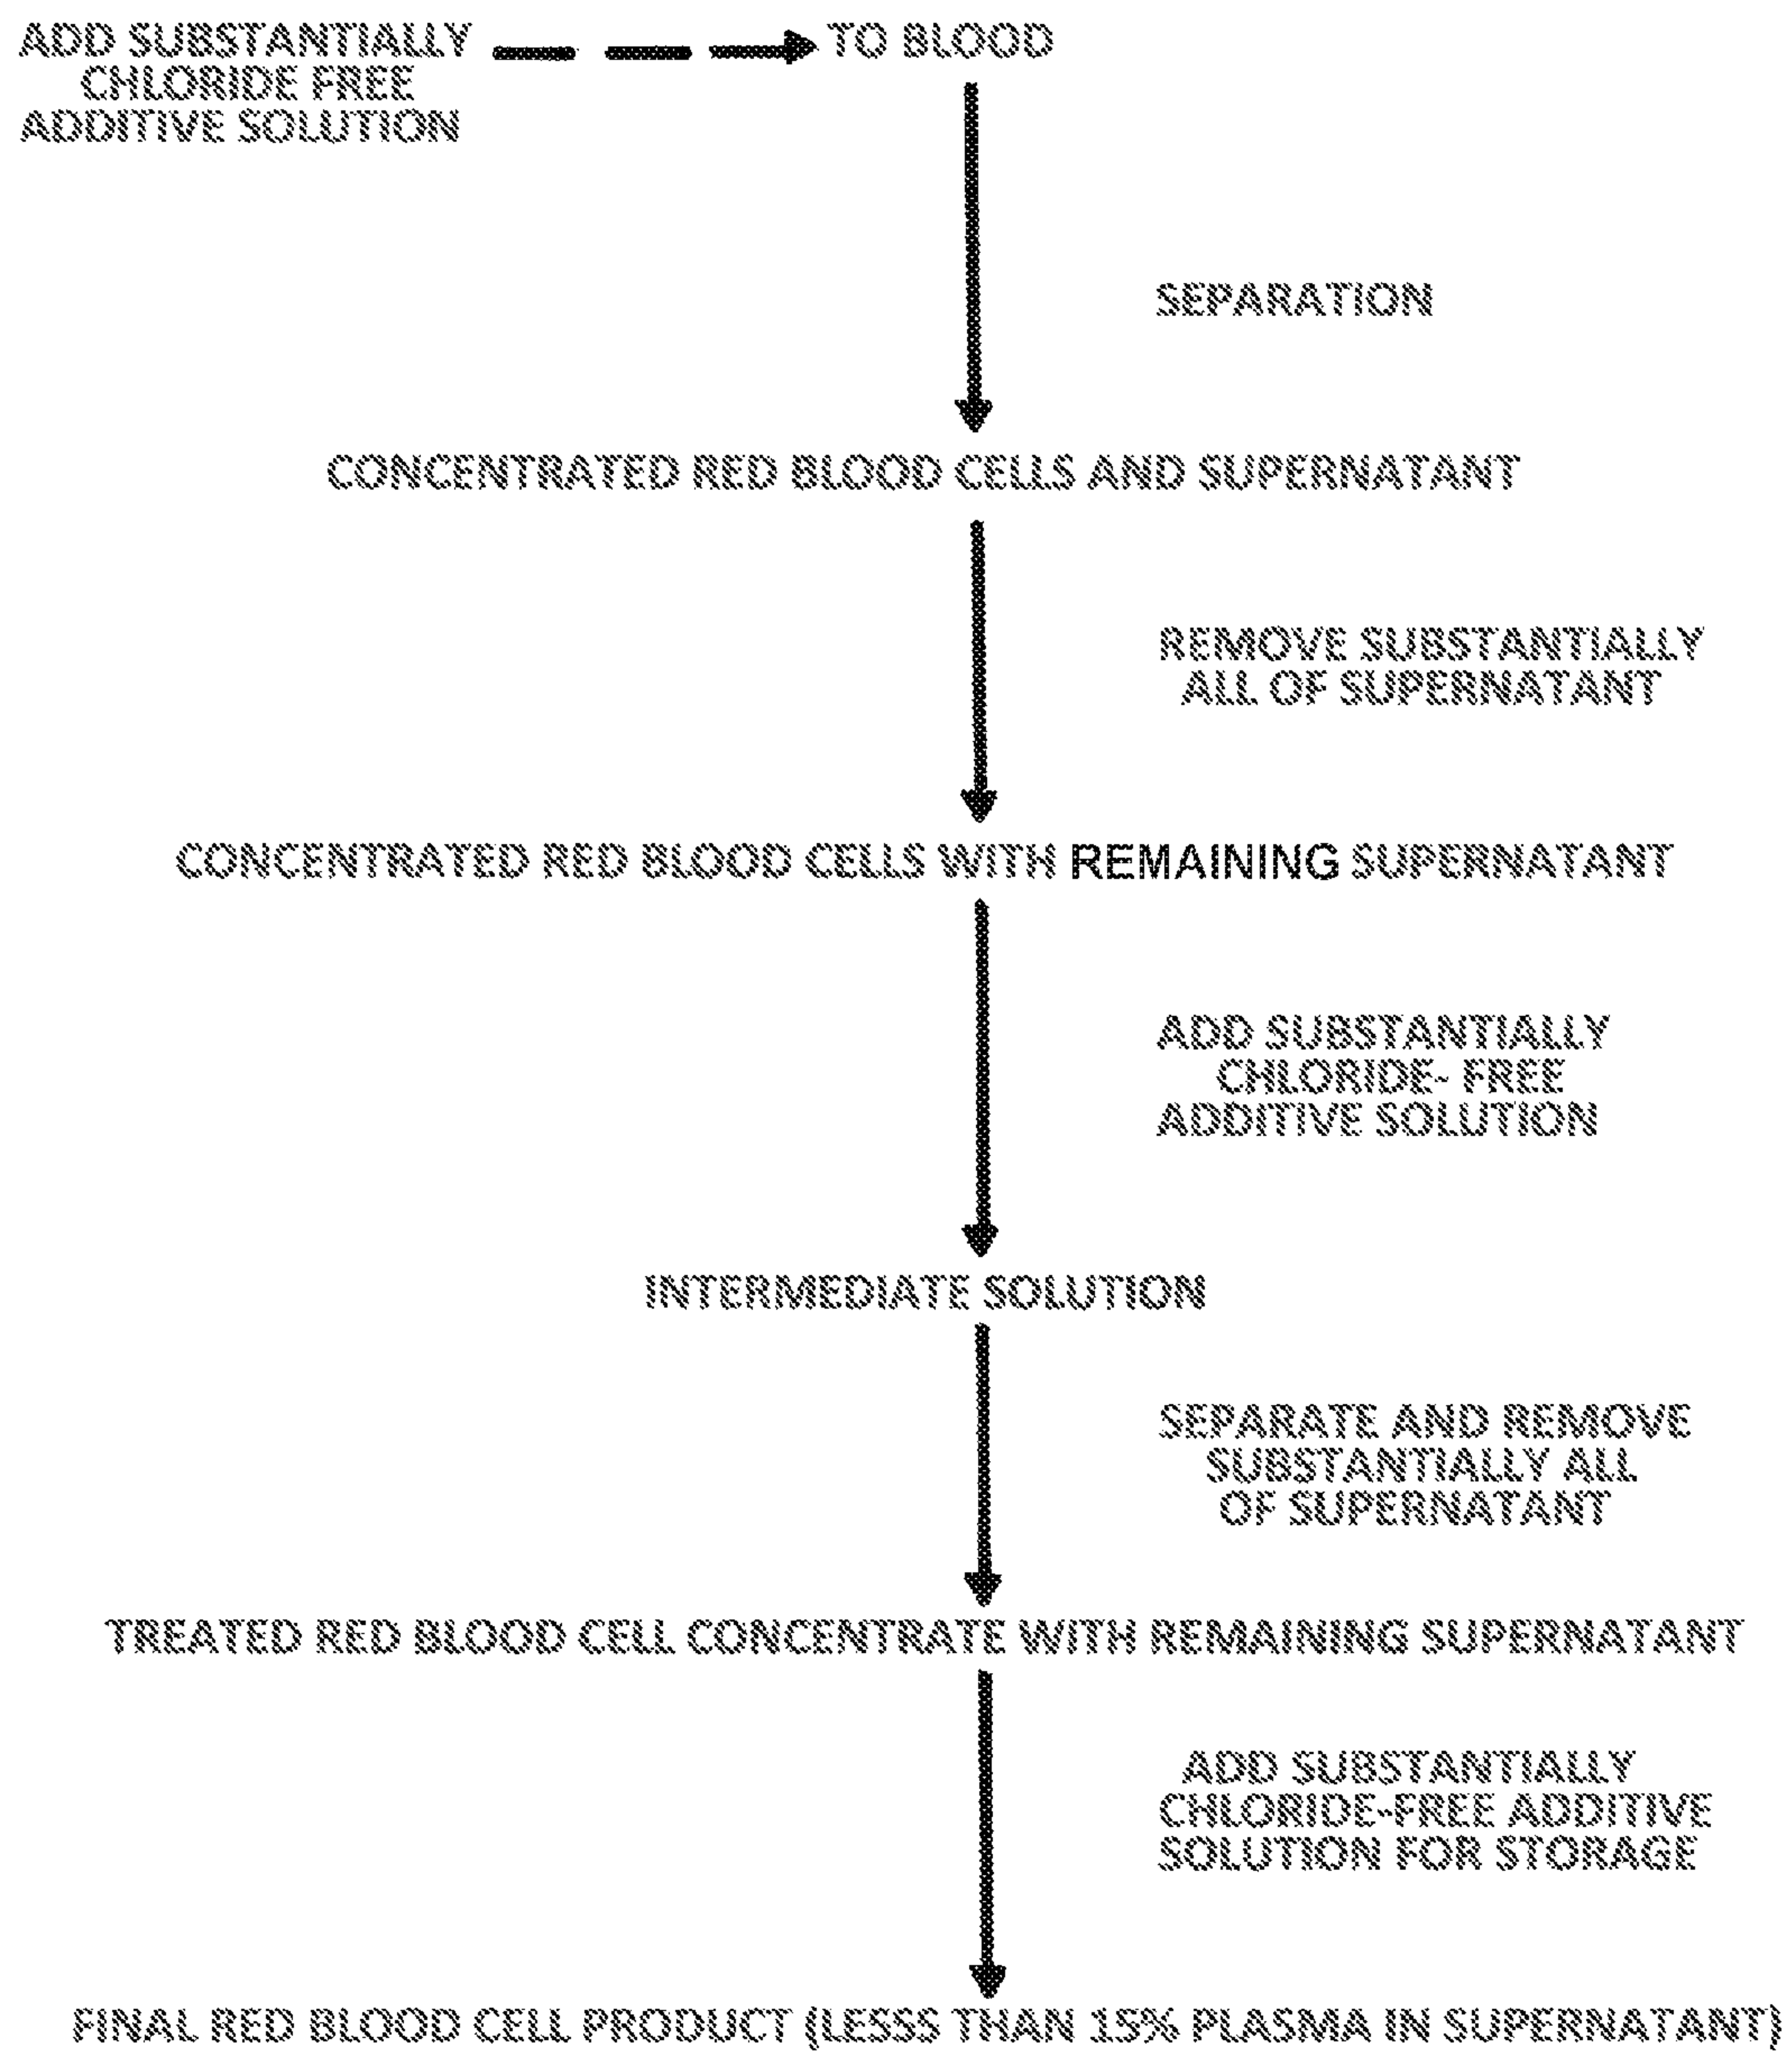 ADD SUBSTANTIALLY
CHLORIDE FREE
ADDITIVE SOLUTION
TO BLOOD
SEPARATION
CONCENTRATED RED BLOOD CELLS AND SUPERNATANT
REMOVE SUBSTANTIALLY
ALL OF SUPERNATANT
CONCENTRATED RED BLOOD CELLS WITH REMAINING SUPERNATANT
ADD SUBSTANTIALLY
CHLORIDE- FREE
ADDITIVE SOLUTION
INTERMEDIATE SOLUTION
SEPARATE AND REMOVE
SUBSTANTIALLY ALL
OF SUPERNATANT
TREATED RED BLOOD CELL CONCENTRATE WITH REMAINING SUPERNATANT
ADD SUBSTANTIALLY
CHLORIDE-FREE ADDITIVE
SOLUTION FOR STORAGE
FINAL RED BLOOD CELL PRODUCT (LESSS THAN 15% PLASMA IN SUPERNATANT)